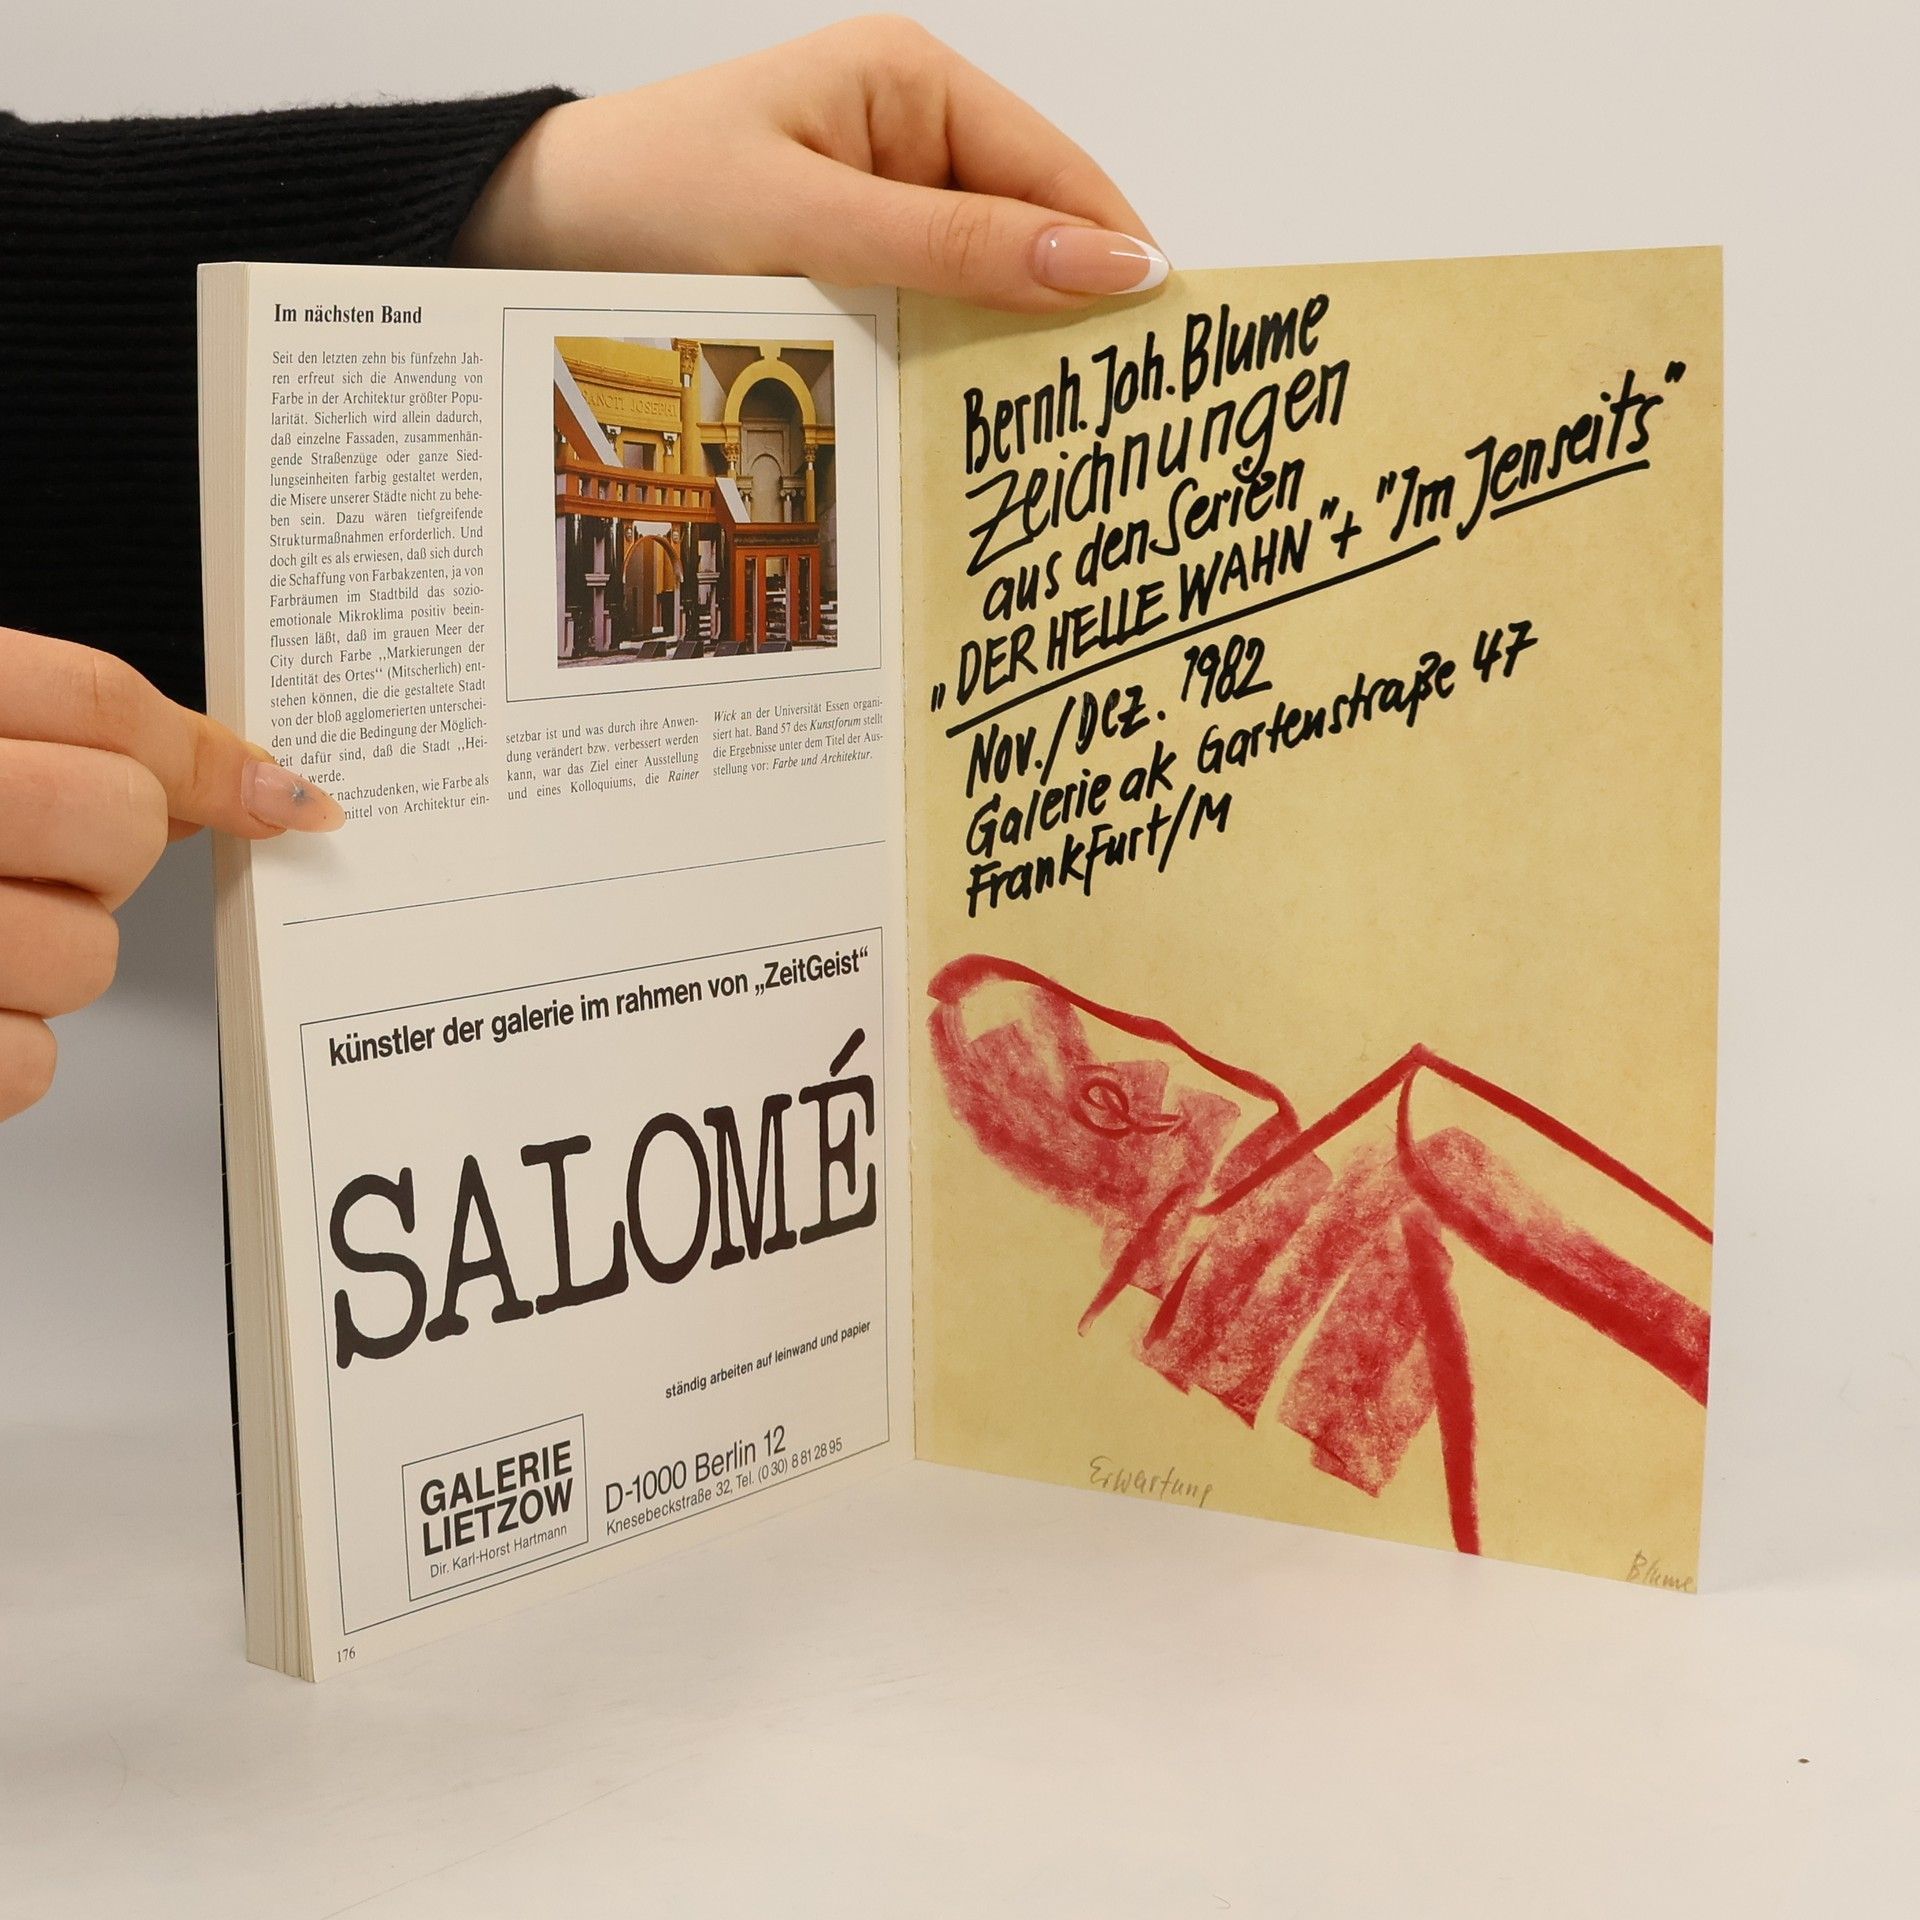 Im nächsten Band
Seit den letzten zehn bis fünfzehn Jah-
ren erfreut sich die Anwendung von
Farbe in der Architektur größter Popu-
larität. Sicherlich wird allein dadurch,
daß einzelne Fassaden, zusammenhän-
gende Straßenzüge oder ganze Sied-
lungseinheiten farbig gestaltet werden,
die Misere unserer Städte nicht zu behe-
ben sein. Dazu wären tiefgreifende
Strukturmaßnahmen erforderlich. Und
doch gilt es als erwiesen, daß sich durch
die Schaffung von Farbakzenten, ja von
Farbräumen im Stadtbild das sozio-
emotionale Mikroklima positiv beein-
flussen läßt, daß im grauen Meer der
City durch Farbe ,,Markierungen der
Identität des Ortes“ (Mitscherlich) ent-
stehen können, die die gestaltete Stadt
von der bloß agglomerierten unterschei-
den und die die Bedingung der Möglich-
keit dafür sind, daß die Stadt ,,Hei-
werde.
nachzudenken, wie Farbe als
mittel von Architektur ein-
SANCTI JOSEPH
setzbar ist und was durch ihre Anwen-
dung verändert bzw. verbessert werden
kann, war das Ziel einer Ausstellung
und eines Kolloquiums, die Rainer
Wick an der Universität Essen organi-
siert hat. Band 57 des Kunstforum stellt
die Ergebnisse unter dem Titel der Aus-
stellung vor: Farbe und Architektur.
künstler der galerie im rahmen von „ZeitGeist“
SALOMÉ
ständig arbeiten auf leinwand und papier
GALERIE
LIETZOW
Dir. Karl-Horst Hartmann
D-1000 Berlin 12
Knesebeckstraße 32, Tel. (0 30) 8 81 28 95
176
Bernh. Joh. Blume
Zeichnungen
aus den Serien
„DER HELLE WAHN"+ "Im Jenseits"
Nov./Dez. 1982
Galerie ak Gartenstraße 47
Frankfurt/M
Erwartung
Blume